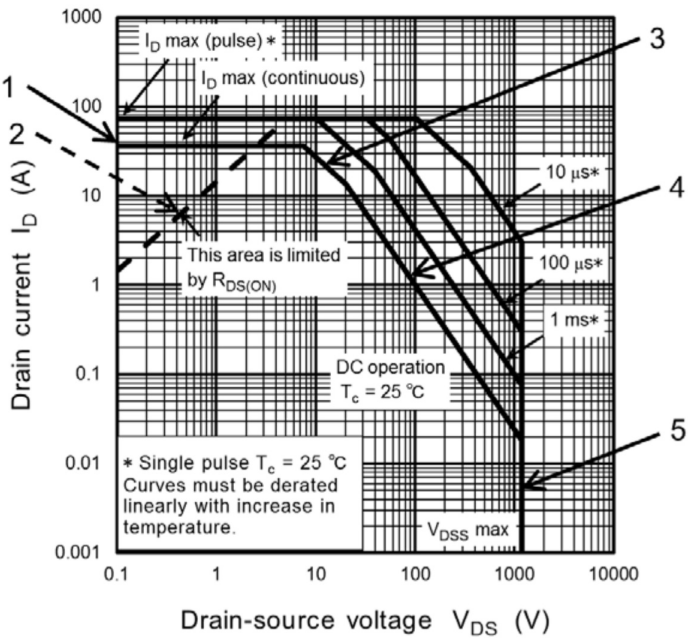 1000
100
10
1
0.1
0.01
0.001
Drain current I_D (A)
I_D max (pulse) *
I_D max (continuous)
1
2
3
4
5
10 μs*
100 μs*
1 ms*
This area is limited
by R_DS(ON)
DC operation
T_c = 25 ℃
* Single pulse T_c = 25 ℃
Curves must be derated
linearly with increase in
temperature.
V_DSS max
0.1 1 10 100 1000 10000
Drain-source voltage V_DS (V)